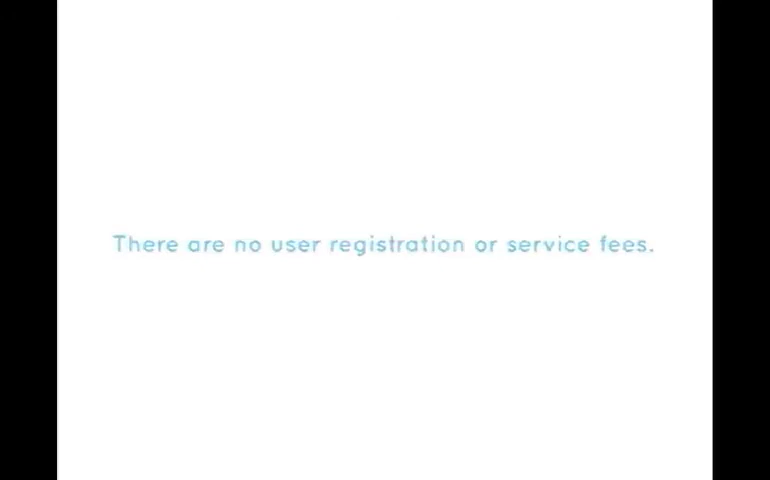 There are no user registration or service fees.